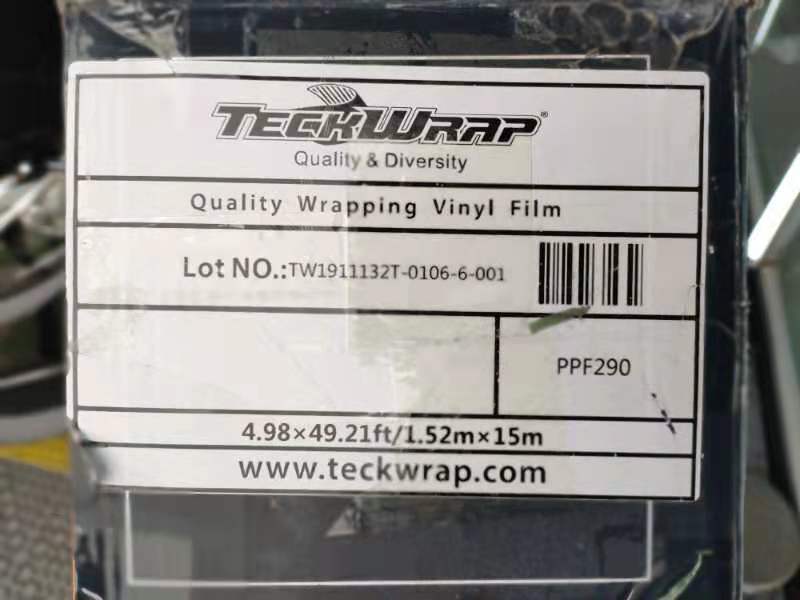 TECKWRAP®
Quality & Diversity
Quality Wrapping Vinyl Film
Lot NO.:TW1911132T-0106-6-001
PPF290
4.98×49.21ft/1.52m×15m
www.teckwrap.com